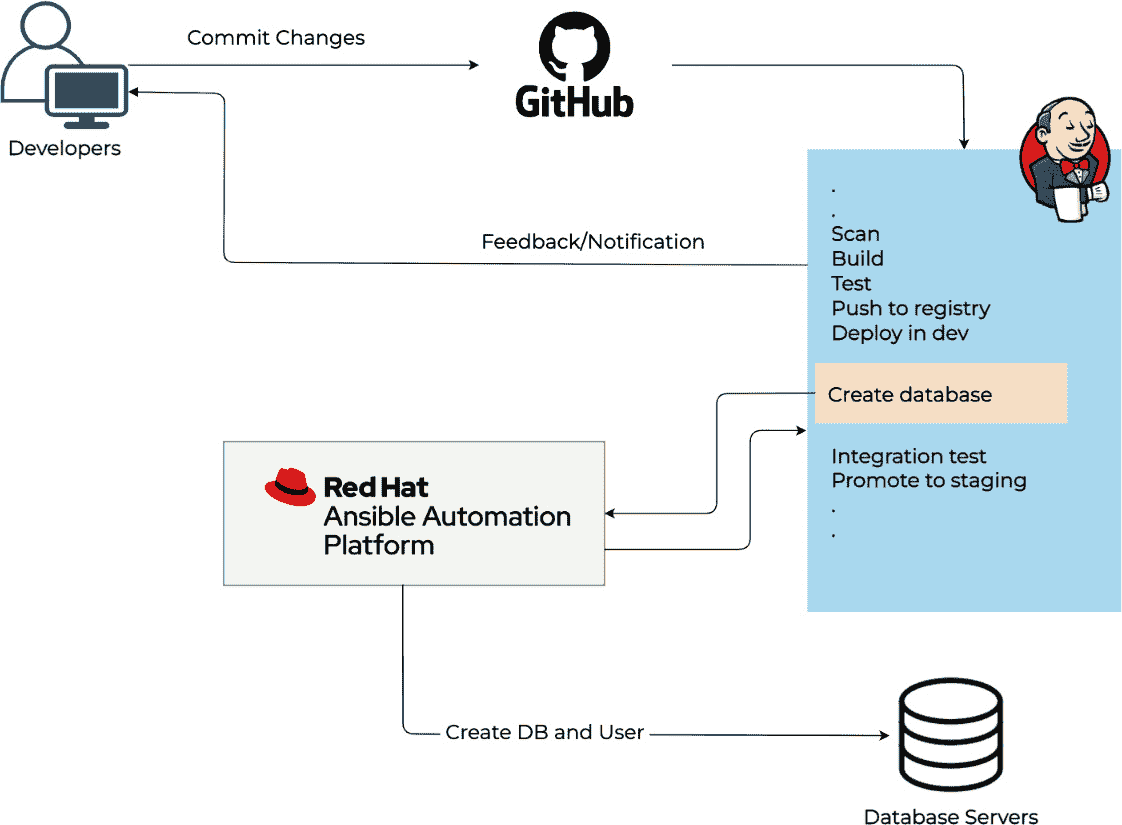 Commit Changes
GitHub
Developers
.
.
Scan
Build
Test
Push to registry
Deploy in dev
Feedback/Notification
Create database
Integration test
Promote to staging
.
.
Red Hat
Ansible Automation
Platform
Create DB and User
Database Servers